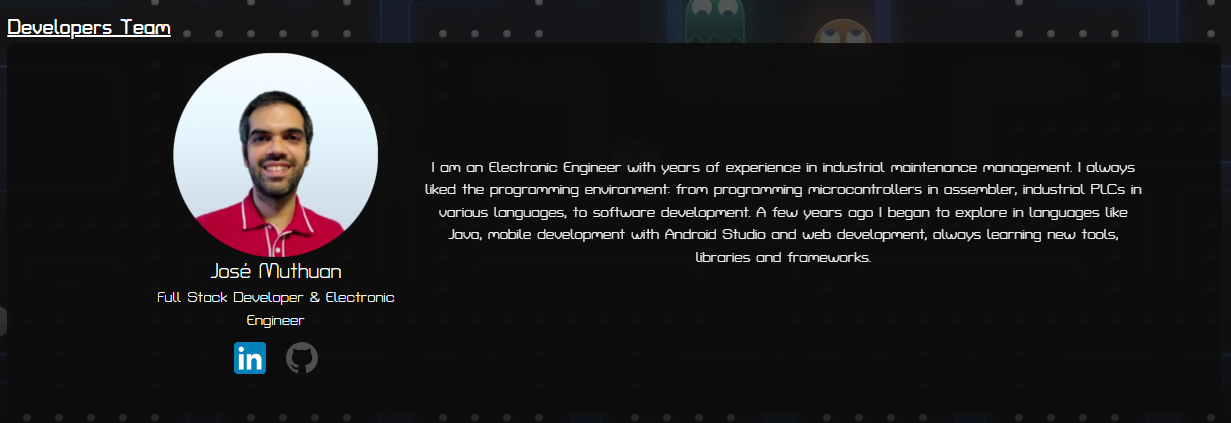 Developers Team
José Muthuan
Full Stack Developer & Electronic
Engineer
in
I am an Electronic Engineer with years of experience in industrial maintenance management. I always
liked the programming environment: from programming microcontrollers in assembler, industrial PLCs in
various languages, to software development. A few years ago I began to explore in languages like
Java, mobile development with Android Studio and web development, always learning new tools,
libraries and frameworks.